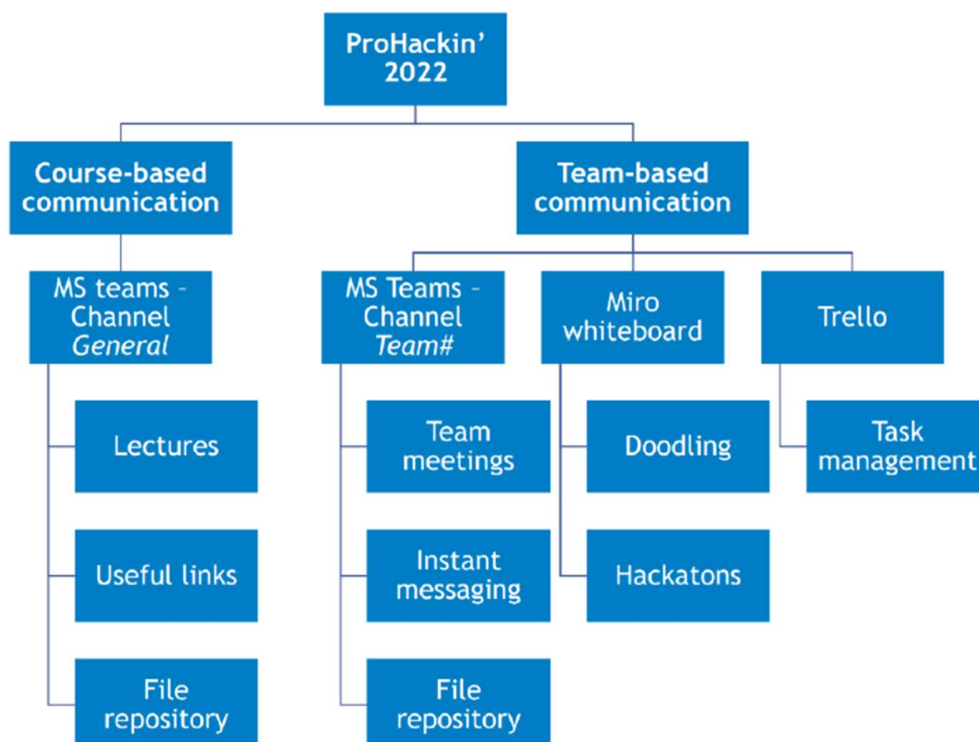 ProHackin’
2022
Course-based
communication
Team-based
communication
MS teams –
Channel
General
MS Teams –
Channel
Team#
Miro
whiteboard
Trello
Lectures
Team
meetings
Doodling
Task
management
Useful links
Instant
messaging
Hackatons
File
repository
File
repository